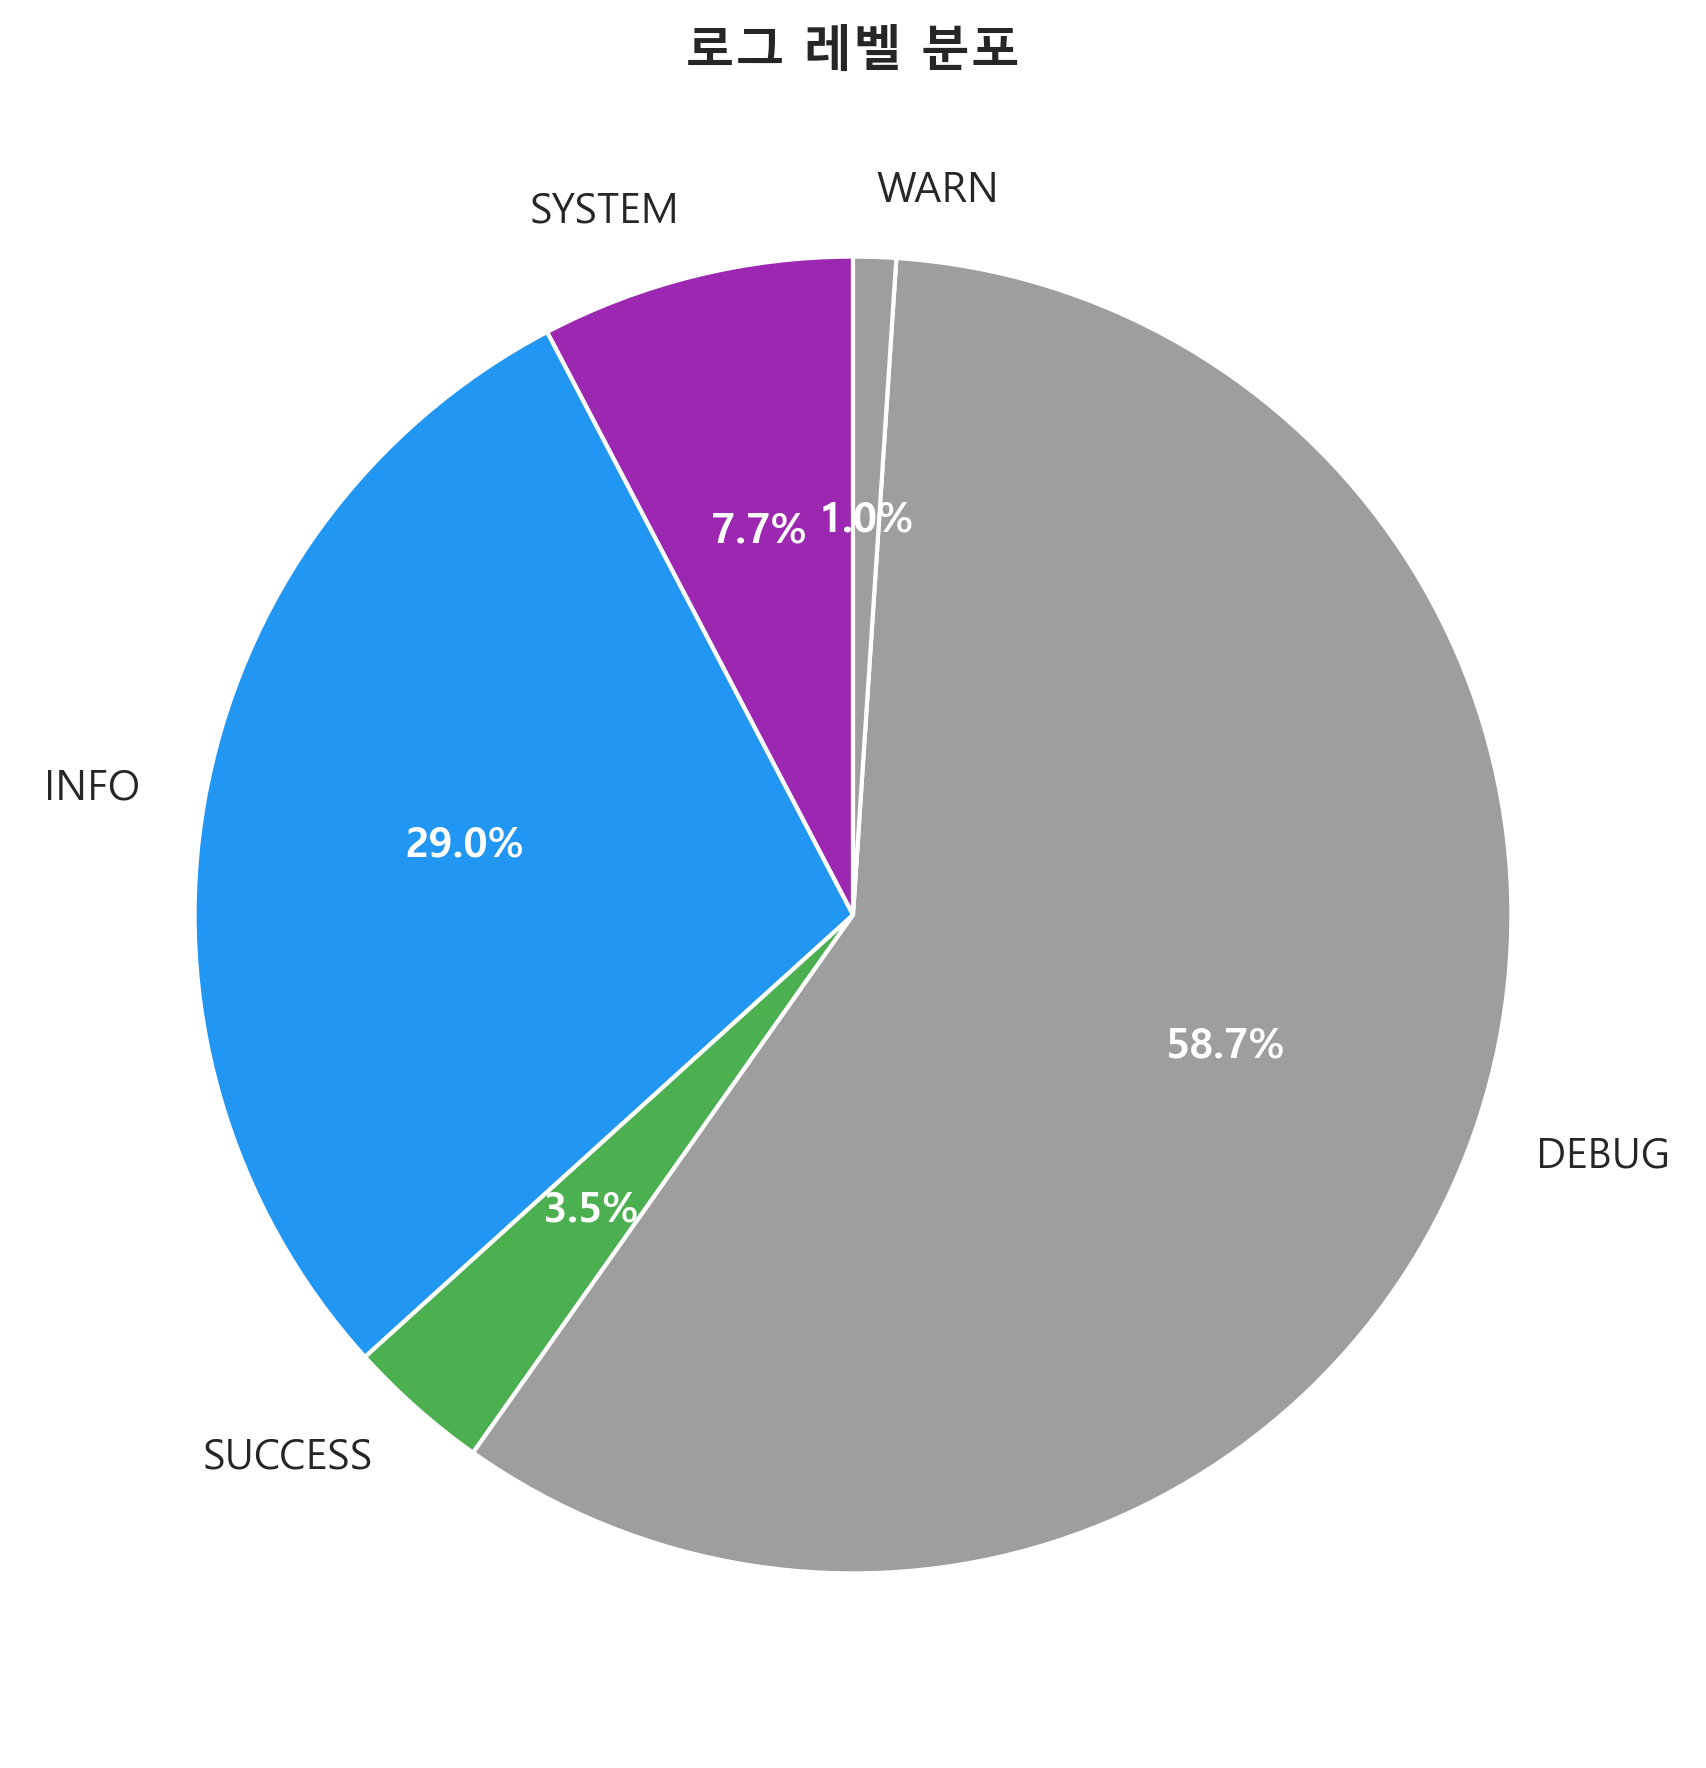 로그 레벨 분포
WARN
SYSTEM
7.7%
1.0%
INFO
29.0%
58.7%
DEBUG
3.5%
SUCCESS